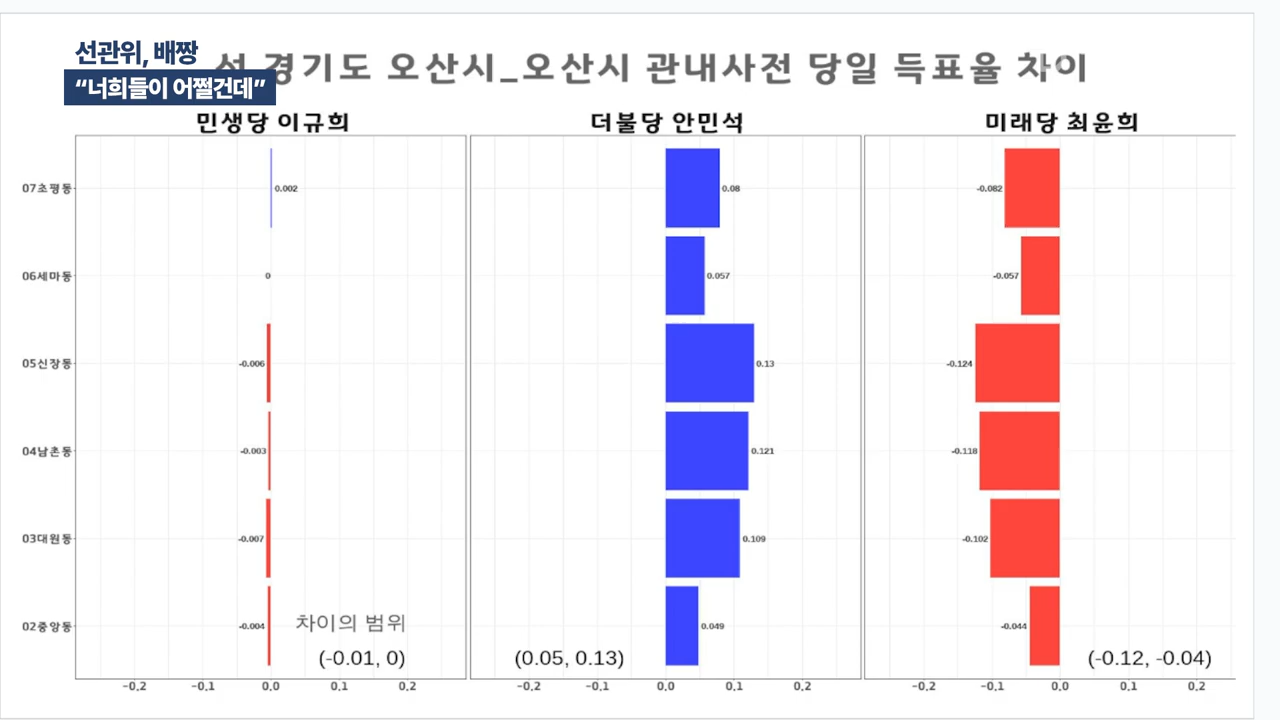 선관위, 배짱
“너희들이 어쩔건데”
선 경기도 오산시_오산시 관내사전 당일 득표율 차이
민생당 이규희
더불당 안민석
미래당 최윤희
07초평동
0.002
0.08
-0.082
06세마동
0
0.057
-0.057
05신장동
-0.006
0.13
-0.124
04남촌동
-0.003
0.121
-0.118
03대원동
-0.007
0.109
-0.102
02중앙동
-0.004
차이의 범위
0.049
-0.044
(-0.01, 0)
(0.05, 0.13)
(-0.12, -0.04)
-0.2 -0.1 0.0 0.1 0.2
-0.2 -0.1 0.0 0.1 0.2
-0.2 -0.1 0.0 0.1 0.2